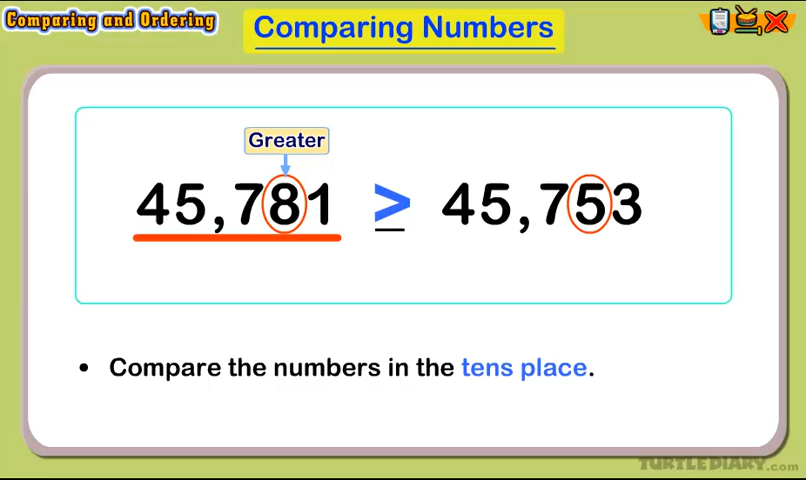 Comparing and Ordering
Comparing Numbers
Greater
45,781 > 45,753
• Compare the numbers in the tens place.
TURTLEDIARY.com